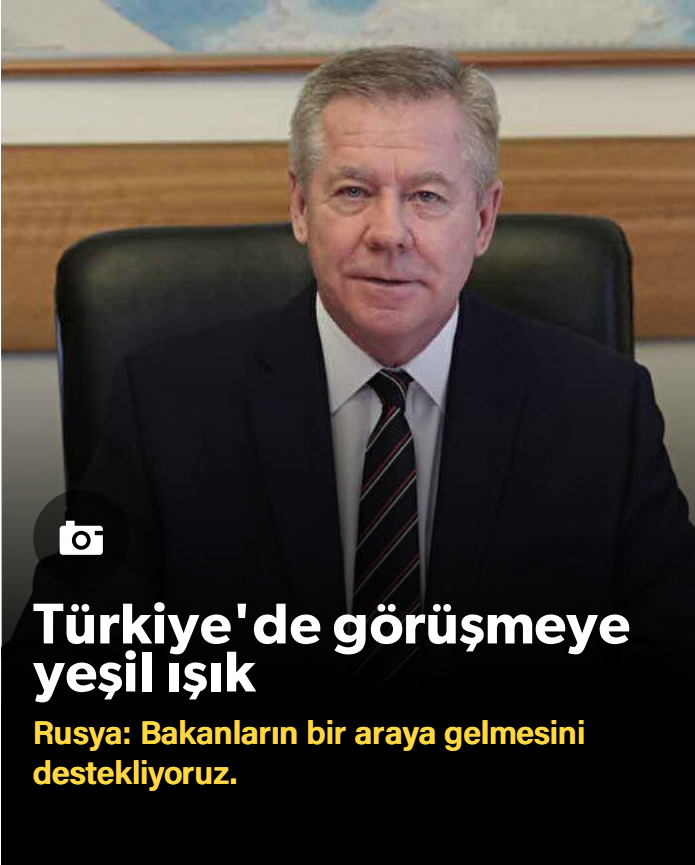 Türkiye'de görüşmeye
yeşil ışık
Rusya: Bakanların bir araya gelmesini
destekliyoruz.